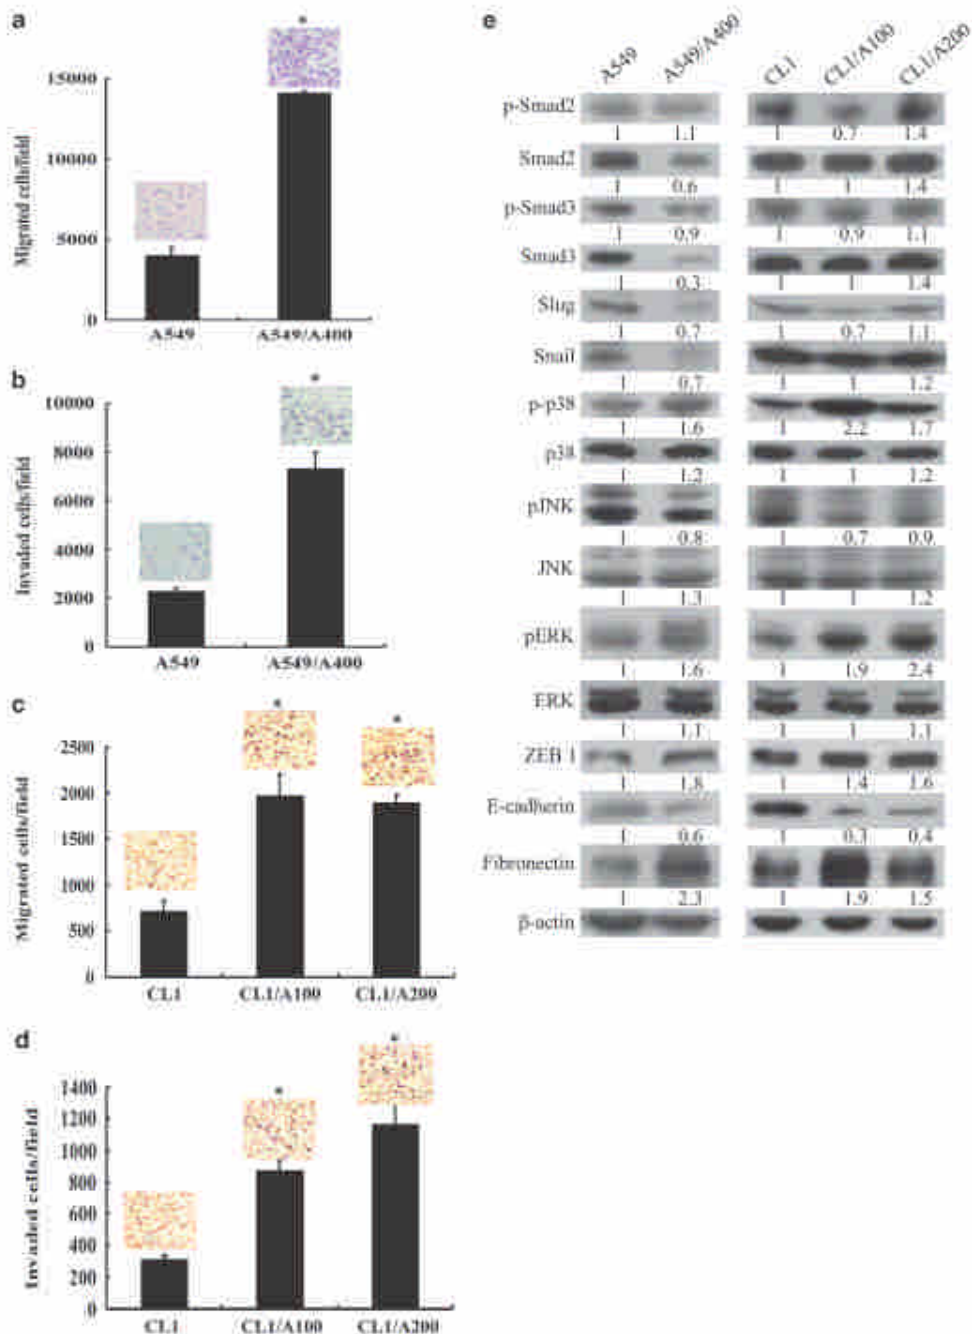 a
*
15000
10000
5000
0
Migrated cells/field
A549 A549/A400
b
*
10000
8000
6000
4000
2000
0
Invaded cells/field
A549 A549/A400
c
* *
2500
2000
1500
1000
500
0
Migrated cells/field
CL1 CL1/A100 CL1/A200
d
*
*
1400
1200
1000
800
600
400
200
0
Invaded cells/field
CL1 CL1/A100 CL1/A200
e
A549 A549/A400 CL1 CL1/A100 CL1/A200
p-Smad2
1 1.1 1 0.7 1.4
Smad2
1 0.6 1 1 1.4
p-Smad3
1 0.9 1 0.9 1.1
Smad3
1 0.3 1 1 1.4
Slug
1 0.7 1 0.7 1.1
Snail
1 0.7 1 1 1.2
p-p38
1 1.6 1 2.2 1.7
p38
1 1.2 1 1 1.2
pJNK
1 0.8 1 0.7 0.9
JNK
1 1.3 1 1 1.2
pERK
1 1.6 1 1.9 2.4
ERK
1 1.1 1 1 1.1
ZEB 1
1 1.8 1 1.4 1.6
E-cadherin
1 0.6 1 0.3 0.4
Fibronectin
1 2.3 1 1.9 1.5
β-actin